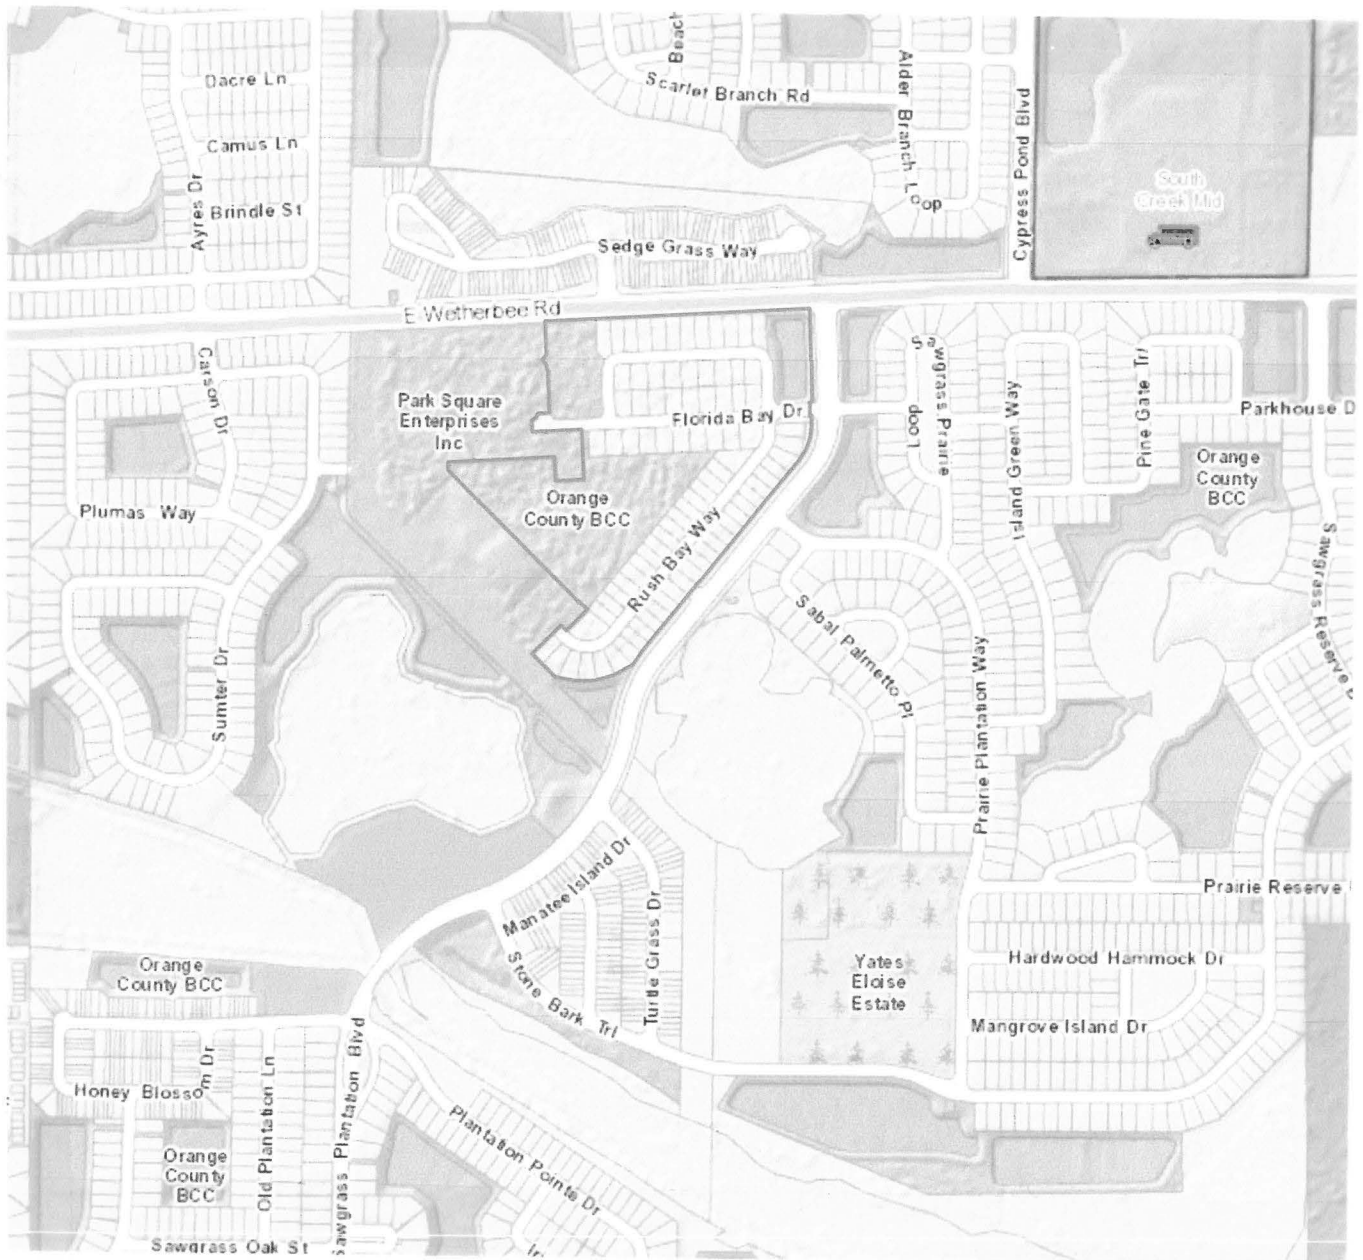 Dacre Ln
Camus Ln
Ayres Dr
Brindle St
Beach
Scarlet Branch Rd
Alder Branch Loop
Cypress Pond Blvd
South
Creek Mid
Sedge Grass Way
E Wetherbee Rd
Carson Dr
Park Square
Enterprises
Inc
Florida Bay Dr
Sawgrass Prairie
Loop
Island Green Way
Pine Gate Trl
Parkhouse D
Orange
County
BCC
Plumas Way
Orange
County BCC
Rush Bay Way
Sawgrass Reserve
Sabal Palmetto Pl
Sumter Dr
Prairie Plantation Way
Manatee Island Dr
Prairie Reserve
Turtle Grass Dr
Stone Bark Trl
Yates
Eloise
Estate
Hardwood Hammock Dr
Mangrove Island Dr
Orange
County BCC
Honey Blossom Dr
Old Plantation Ln
Sawgrass Plantation Blvd
Plantation Pointe Dr
Orange
County
BCC
Sawgrass Oak St